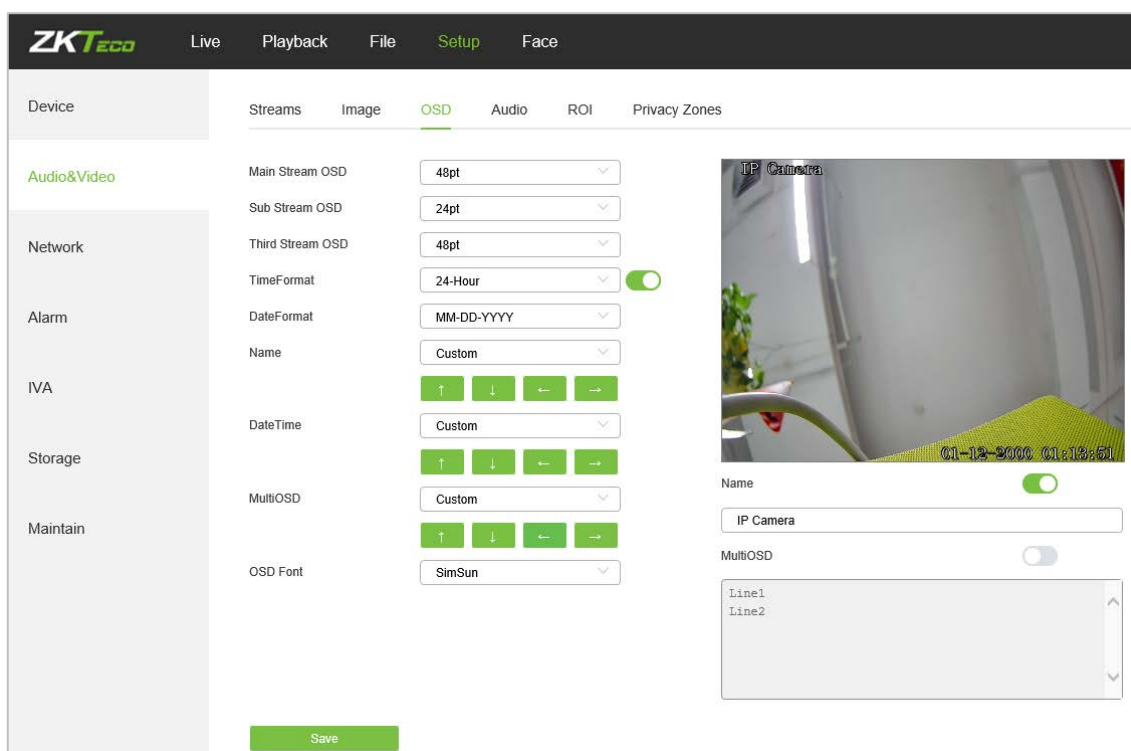 ZKTeco Live Playback File Setup Face
Device
Audio&Video
Network
Alarm
IVA
Storage
Maintain
Streams Image OSD Audio ROI Privacy Zones
Main Stream OSD 48pt
Sub Stream OSD 24pt
Third Stream OSD 48pt
TimeFormat 24-Hour
DateFormat MM-DD-YYYY
Name Custom
↑ ↓ ← →
DateTime Custom
↑ ↓ ← →
MultiOSD Custom
↑ ↓ ← →
OSD Font SimSun
Save
IP Camera
01-12-2000 01:13:51
Name
IP Camera
MultiOSD
Line1
Line2